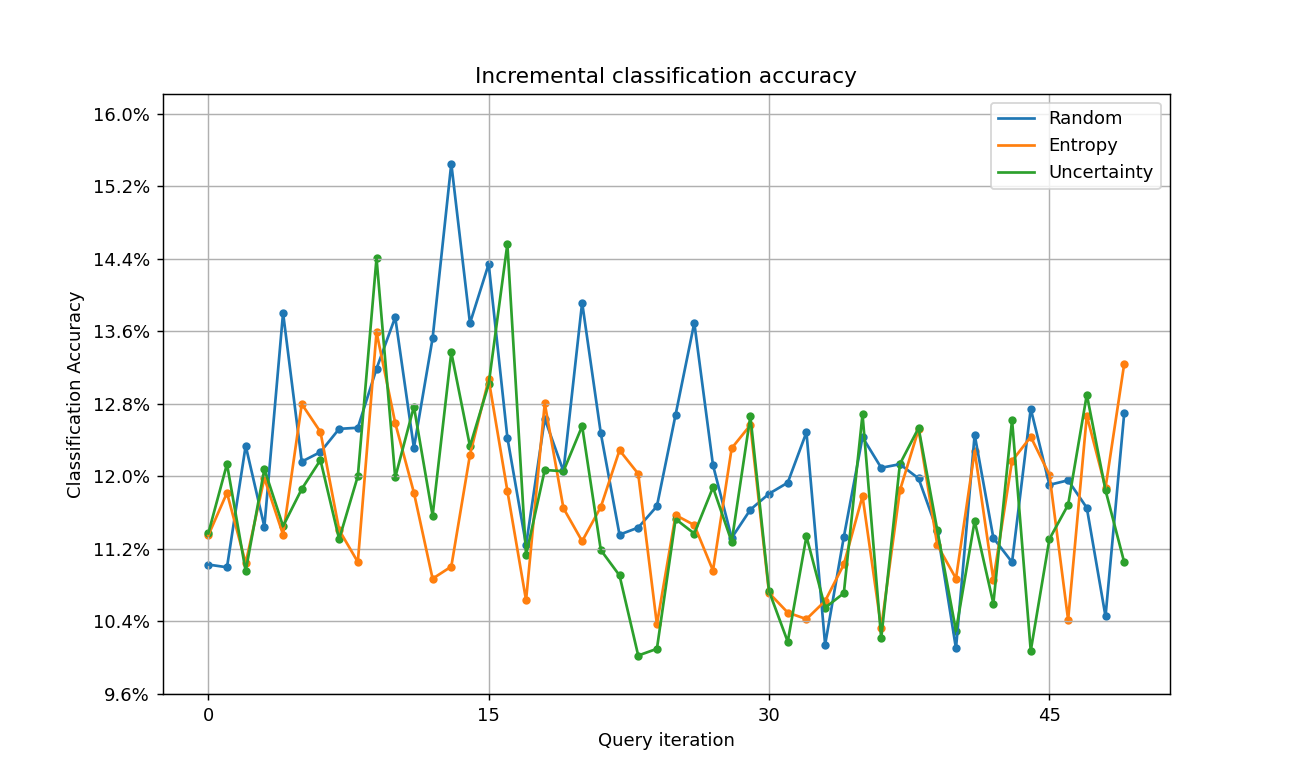 Incremental classification accuracy
16.0%
15.2%
14.4%
13.6%
12.8%
12.0%
11.2%
10.4%
9.6%
Classification Accuracy
Random
Entropy
Uncertainty
0
15
30
45
Query iteration